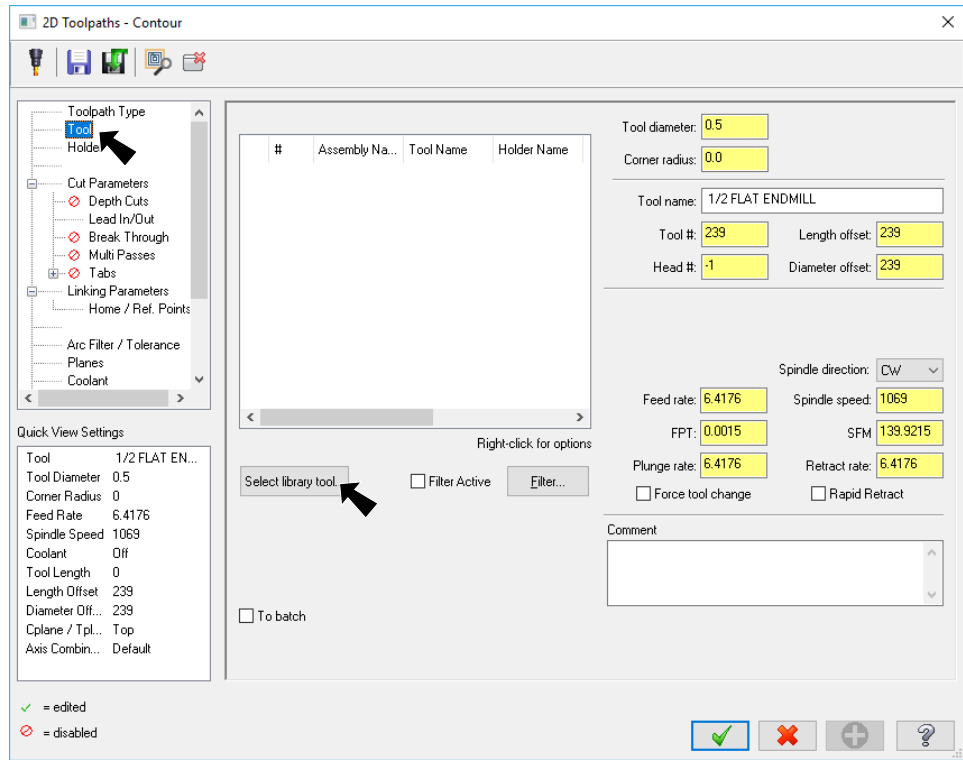 2D Toolpaths - Contour
Toolpath Type
Tool
Holder
Cut Parameters
Depth Cuts
Lead In/Out
Break Through
Multi Passes
Tabs
Linking Parameters
Home / Ref. Points
Arc Filter / Tolerance
Planes
Coolant
Quick View Settings
Tool 1/2 FLAT EN...
Tool Diameter 0.5
Corner Radius 0
Feed Rate 6.4176
Spindle Speed 1069
Coolant Off
Tool Length 0
Length Offset 239
Diameter Off... 239
Cplane / Tpl... Top
Axis Combin... Default
✓ = edited
= disabled
# Assembly Na... Tool Name Holder Name
Right-click for options
Select library tool...
Filter Active
Filter...
To batch
Tool diameter: 0.5
Corner radius: 0.0
Tool name: 1/2 FLAT ENDMILL
Tool #: 239 Length offset: 239
Head #: -1 Diameter offset: 239
Spindle direction: CW
Feed rate: 6.4176 Spindle speed: 1069
FPT: 0.0015 SFM 139.9215
Plunge rate: 6.4176 Retract rate: 6.4176
Force tool change Rapid Retract
Comment